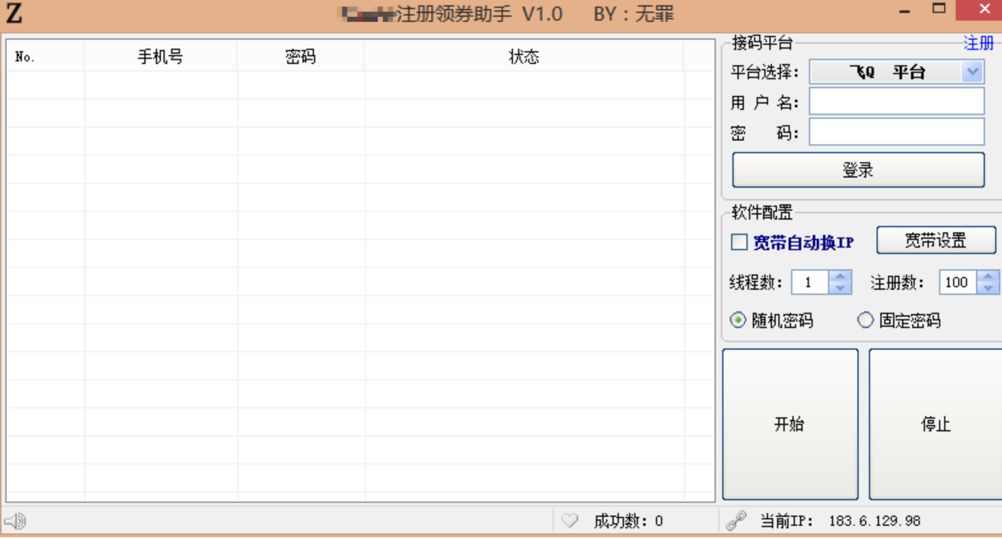 Z
注册领券助手 V1.0 BY：无罪
No. 手机号 密码 状态
接码平台 注册
平台选择： 飞Q 平台
用 户 名：
密 码：
登录
软件配置
宽带自动换IP 宽带设置
线程数： 1 注册数： 100
随机密码 固定密码
开始 停止
成功数：0 当前IP： 183.6.129.98